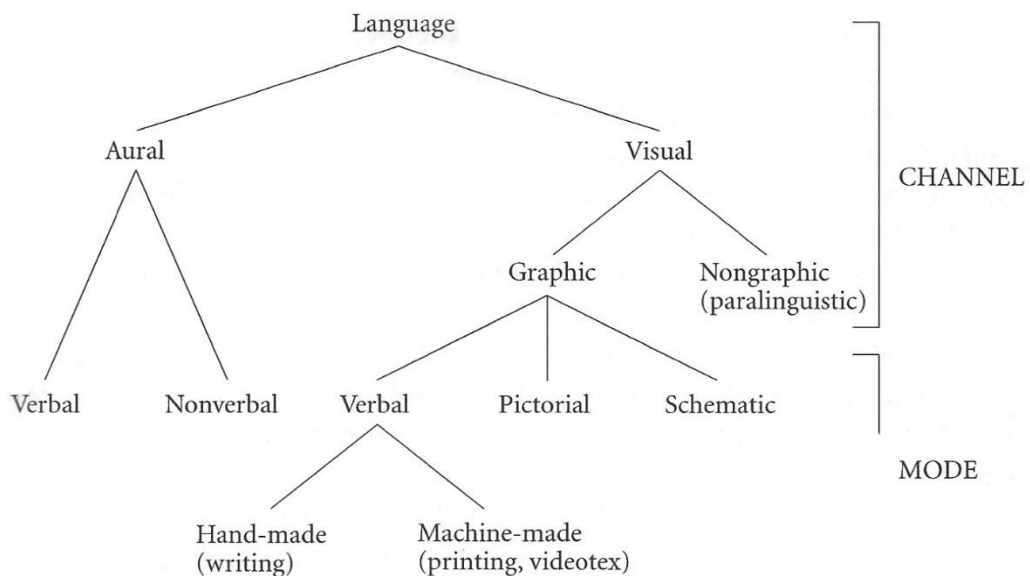 Language
Aural
Visual
CHANNEL
Graphic
Nongraphic
(paralinguistic)
Verbal
Nonverbal
Verbal
Pictorial
Schematic
MODE
Hand-made
(writing)
Machine-made
(printing, videotex)